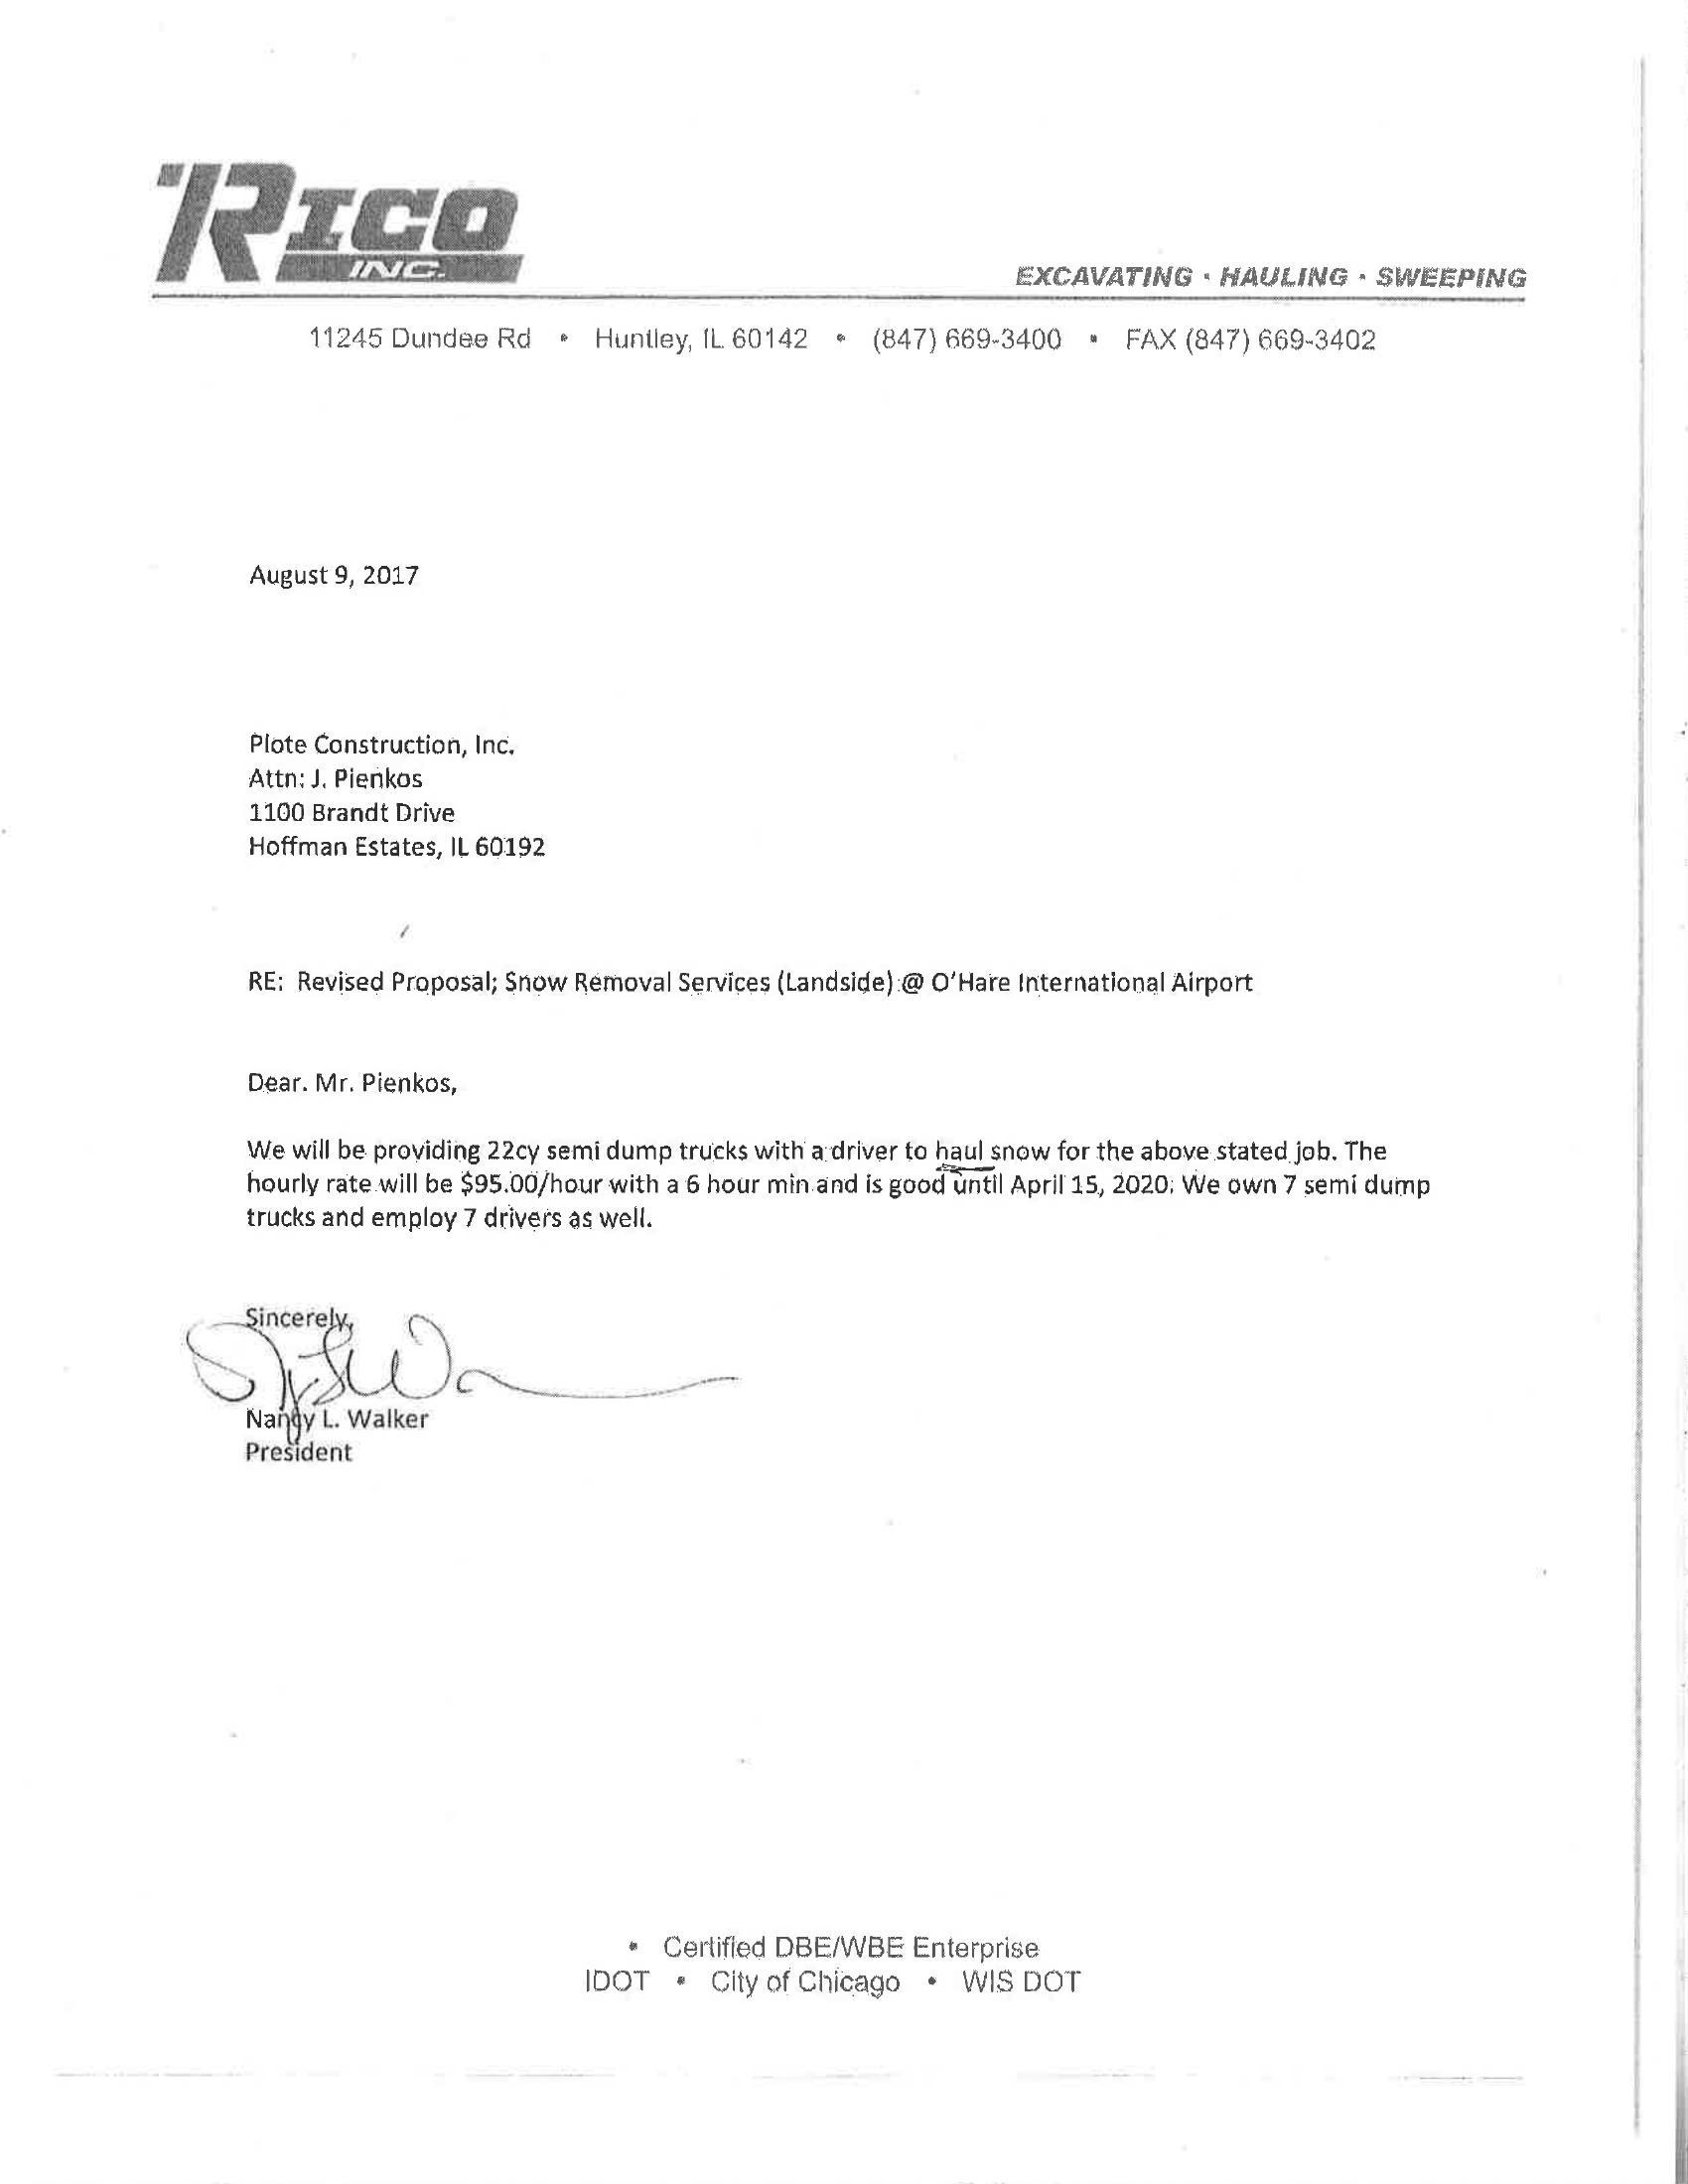 RICO
INC.
EXCAVATING · HAULING · SWEEPING
11245 Dundee Rd • Huntley, IL 60142 • (847) 669-3400 • FAX (847) 669-3402
August 9, 2017
Plote Construction, Inc.
Attn: J. Pienkos
1100 Brandt Drive
Hoffman Estates, IL 60192
RE: Revised Proposal; Snow Removal Services (Landside) @ O'Hare International Airport
Dear. Mr. Pienkos,
We will be providing 22cy semi dump trucks with a driver to haul snow for the above stated job. The
hourly rate will be $95.00/hour with a 6 hour min and is good until April 15, 2020. We own 7 semi dump
trucks and employ 7 drivers as well.
Sincerely,
Nancy L. Walker
President
• Certified DBE/WBE Enterprise
IDOT • City of Chicago • WIS DOT